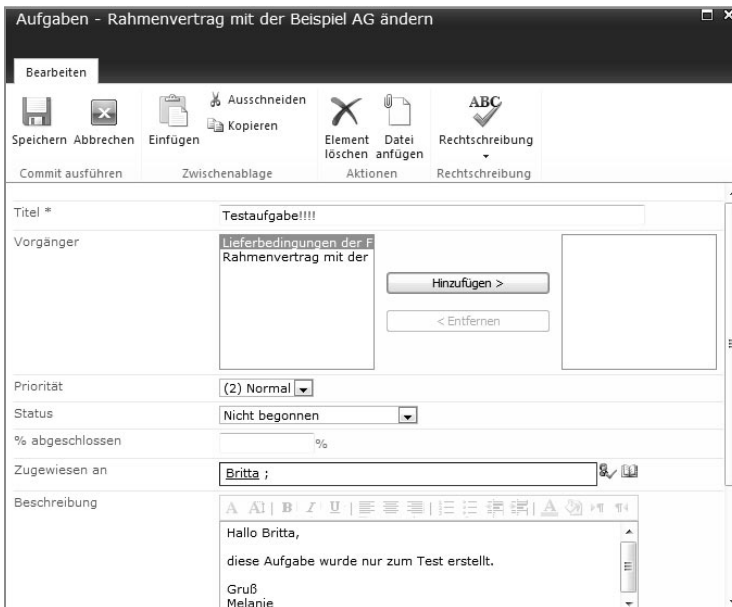 Aufgaben - Rahmenvertrag mit der Beispiel AG ändern
Bearbeiten
Speichern Abbrechen
Commit ausführen
Einfügen
Ausschneiden
Kopieren
Zwischenablage
Element löschen
Datei anfügen
Aktionen
ABC
Rechtschreibung
Rechtschreibung
Titel *
Testaufgabe!!!!
Vorgänger
Lieferbedingungen der F
Rahmenvertrag mit der
Hinzufügen >
< Entfernen
Priorität
(2) Normal
Status
Nicht begonnen
% abgeschlossen
%
Zugewiesen an
Britta ;
Beschreibung
A A B I U A
Hallo Britta,
diese Aufgabe wurde nur zum Test erstellt.
Gruß
Melanie